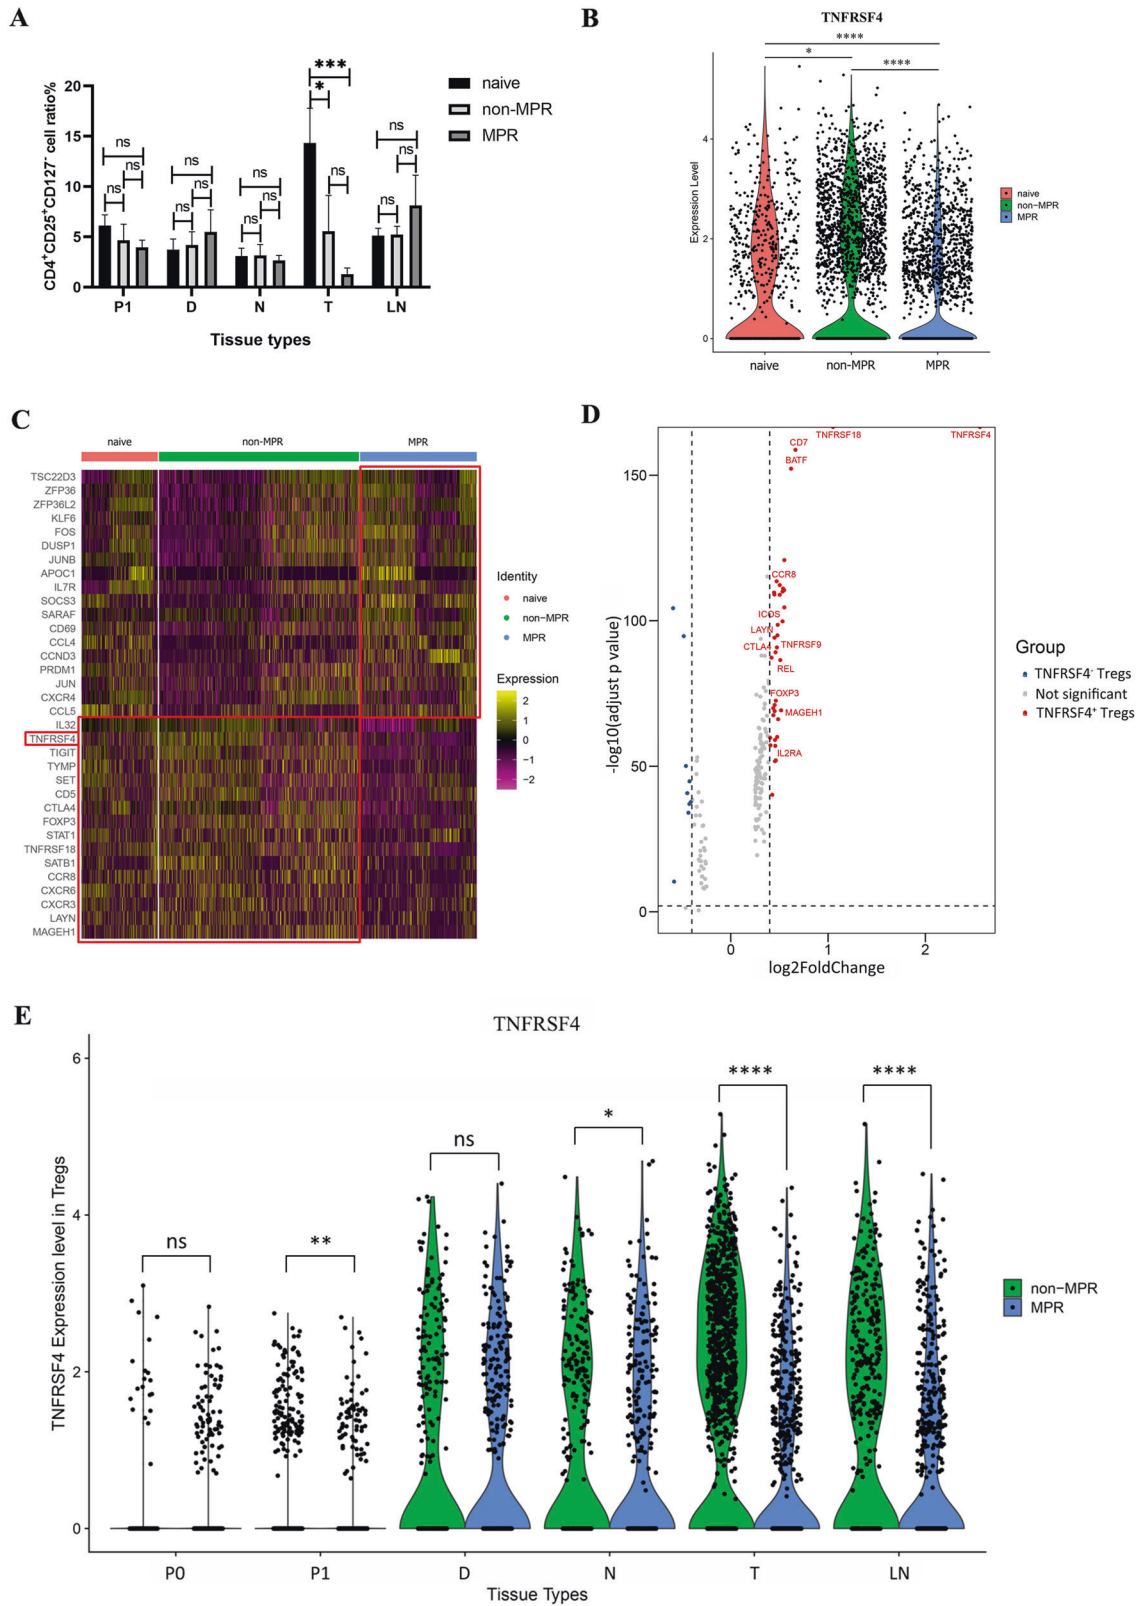 A
CD4⁺CD25⁺CD127⁻ cell ratio%
20
15
10
5
0
ns
ns
ns
ns
ns
ns
ns
ns
ns
***
*
ns
ns
ns
ns
P1
D
N
T
LN
Tissue types
naive
non-MPR
MPR
B
TNFRSF4
****
*
****
Expression Level
4
2
0
naive
non-MPR
MPR
naive
non-MPR
MPR
C
naive
non-MPR
MPR
TSC22D3
ZFP36
ZFP36L2
KLF6
FOS
DUSP1
JUNB
APOC1
IL7R
SOCS3
SARAF
CD69
CCL4
CCND3
PRDM1
JUN
CXCR4
CCL5
IL32
TNFRSF4
TIGIT
TYMP
SET
CD5
CTLA4
FOXP3
STAT1
TNFRSF18
SATB1
CCR8
CXCR6
CXCR3
LAYN
MAGEH1
Identity
naive
non-MPR
MPR
Expression
2
1
0
−1
−2
D
-log10(adjust p value)
150
100
50
0
TNFRSF18
TNFRSF4
CD7
BATF
CCR8
ICOS
LAYN
CTLA4
TNFRSF9
REL
FOXP3
MAGEH1
IL2RA
0
1
2
log2FoldChange
Group
TNFRSF4⁻ Tregs
Not significant
TNFRSF4⁺ Tregs
E
TNFRSF4
TNFRSF4 Expression level in Tregs
6
4
2
0
ns
**
ns
*
****
****
P0
P1
D
N
T
LN
Tissue Types
non−MPR
MPR